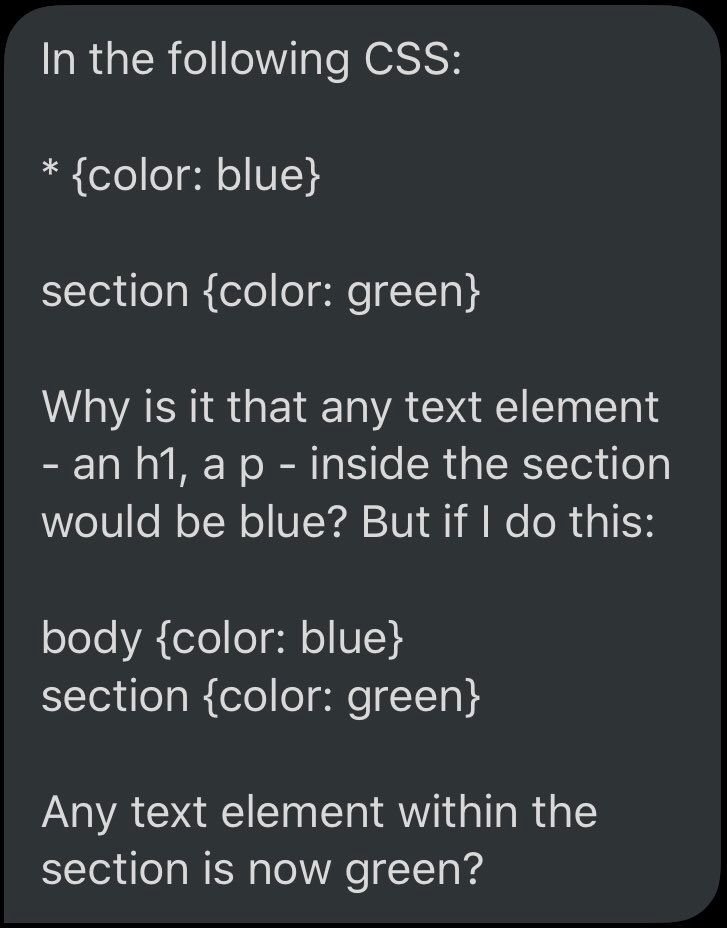 In the following CSS:
* {color: blue}
section {color: green}
Why is it that any text element
- an h1, a p - inside the section
would be blue? But if I do this:
body {color: blue}
section {color: green}
Any text element within the
section is now green?